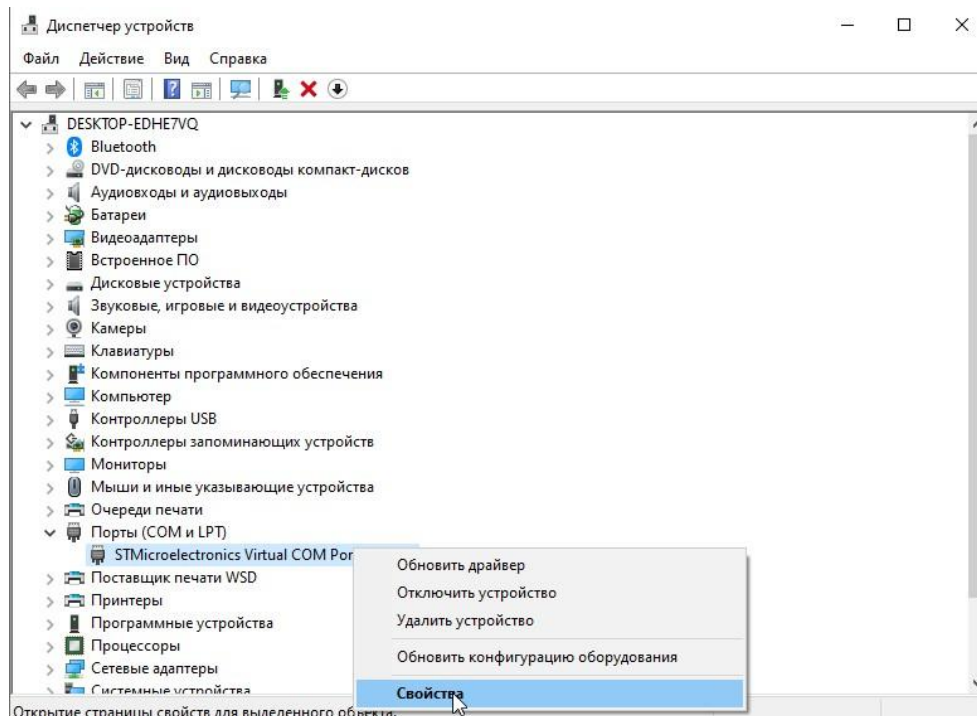 Диспетчер устройств
Файл Действие Вид Справка
DESKTOP-EDHE7VQ
Bluetooth
DVD-дисководы и дисководы компакт-дисков
Аудиовходы и аудиовыходы
Батареи
Видеоадаптеры
Встроенное ПО
Дисковые устройства
Звуковые, игровые и видеоустройства
Камеры
Клавиатуры
Компоненты программного обеспечения
Компьютер
Контроллеры USB
Контроллеры запоминающих устройств
Мониторы
Мыши и иные указывающие устройства
Очереди печати
Порты (COM и LPT)
STMicroelectronics Virtual COM Por
Поставщик печати WSD
Принтеры
Программные устройства
Процессоры
Сетевые адаптеры
Системные устройства
Обновить драйвер
Отключить устройство
Удалить устройство
Обновить конфигурацию оборудования
Свойства
Открытие страницы свойств для выделенного объекта.